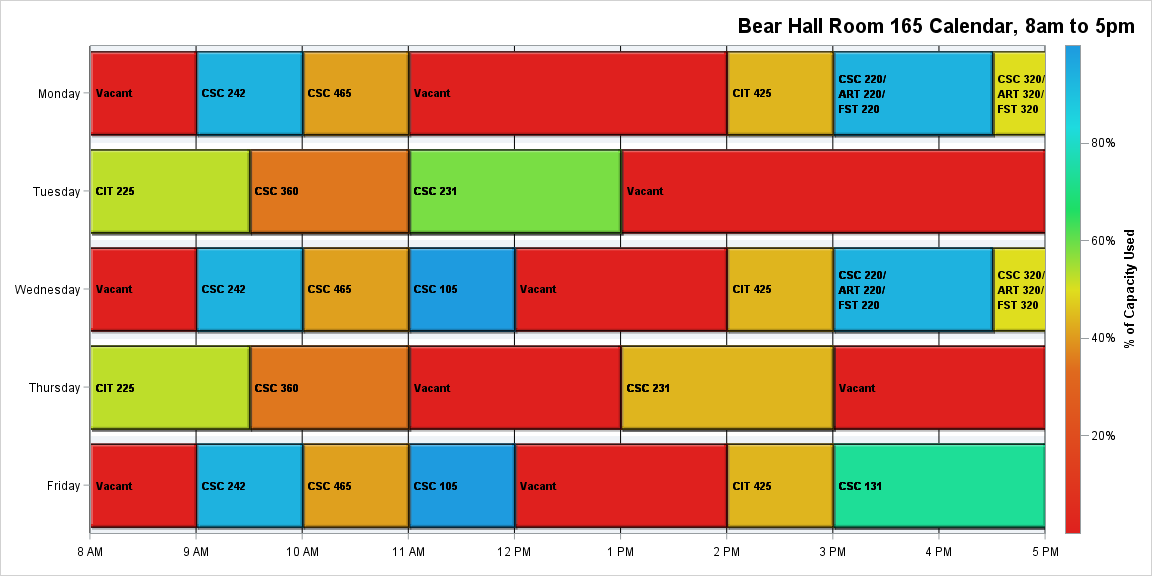 Bear Hall Room 165 Calendar, 8am to 5pm
Monday
Vacant
CSC 242
CSC 465
Vacant
CIT 425
CSC 220/
ART 220/
FST 220
CSC 320/
ART 320/
FST 320
Tuesday
CIT 225
CSC 360
CSC 231
Vacant
Wednesday
Vacant
CSC 242
CSC 465
CSC 105
Vacant
CIT 425
CSC 220/
ART 220/
FST 220
CSC 320/
ART 320/
FST 320
Thursday
CIT 225
CSC 360
Vacant
CSC 231
Vacant
Friday
Vacant
CSC 242
CSC 465
CSC 105
Vacant
CIT 425
CSC 131
8 AM
9 AM
10 AM
11 AM
12 PM
1 PM
2 PM
3 PM
4 PM
5 PM
80%
60%
40%
20%
% of Capacity Used